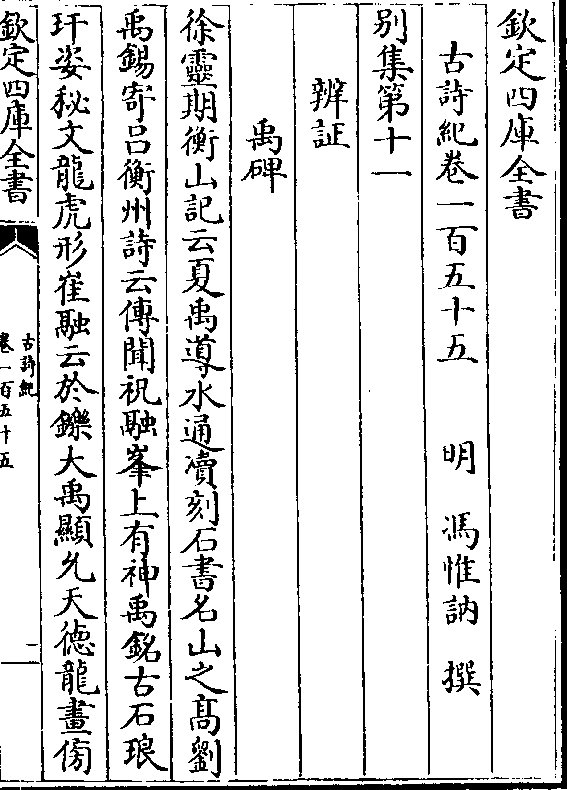 欽定四庫全書
古詩紀卷一百五十五　明　馮惟訥　撰
别集第十一
辨証
禹碑
徐靈期衡山記云夏禹導水通瀆刻石書名山之髙劉
禹錫寄吕衡州詩云傳聞祝融峯上有神禹銘古石琅
玕姿秘文龍虎形崔融云於鑠大禹顯允天徳龍畫傍
欽定四庫全書
古詩紀
卷一百五十五
一